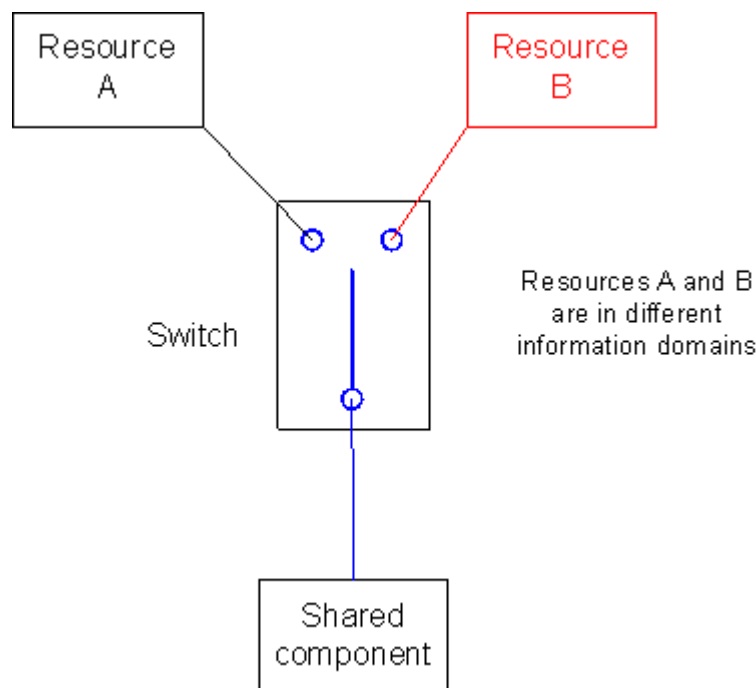 Resource
A
Resource
B
Switch
Resources A and B
are in different
information domains
Shared
component